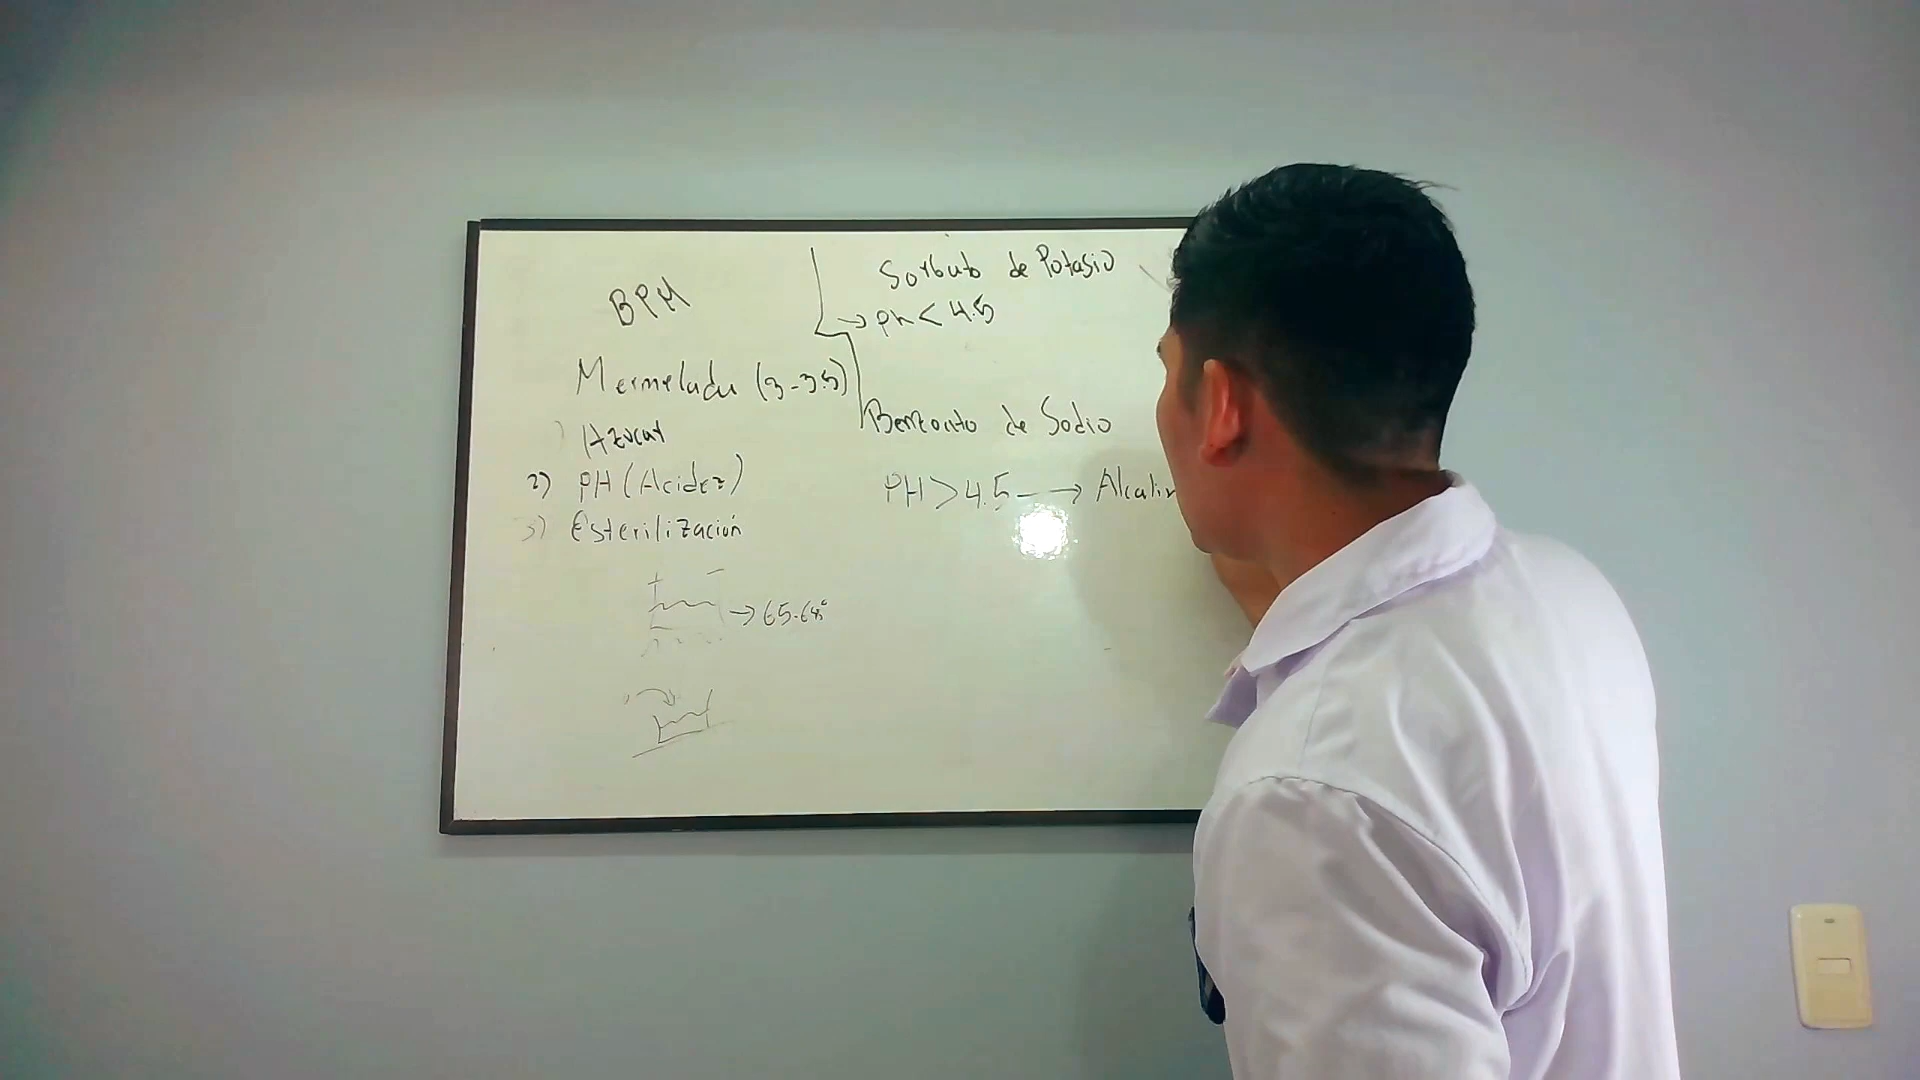 BPM
Mermelada (3-3.5)
) Azucar
2) PH (Acidez)
3) Esterilización
+ -
→ 65-68°
Sorbato de Potasio
→ Ph < 4.5
Benzoato de Sodio
PH > 4.5 → Alcalin